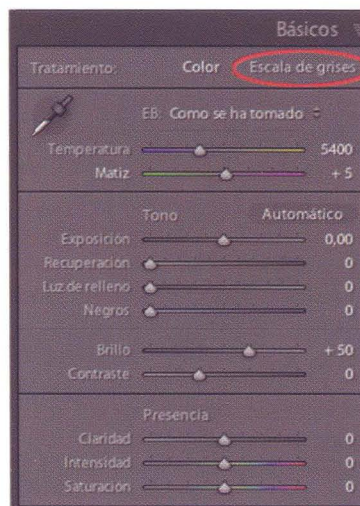 Básicos
Tratamiento: Color Escala de grises
EB: Como se ha tomado
Temperatura 5400
Matiz + 5
Tono Automático
Exposición 0,00
Recuperación 0
Luz de relleno 0
Negros 0
Brillo + 50
Contraste 0
Presencia
Claridad 0
Intensidad 0
Saturación 0